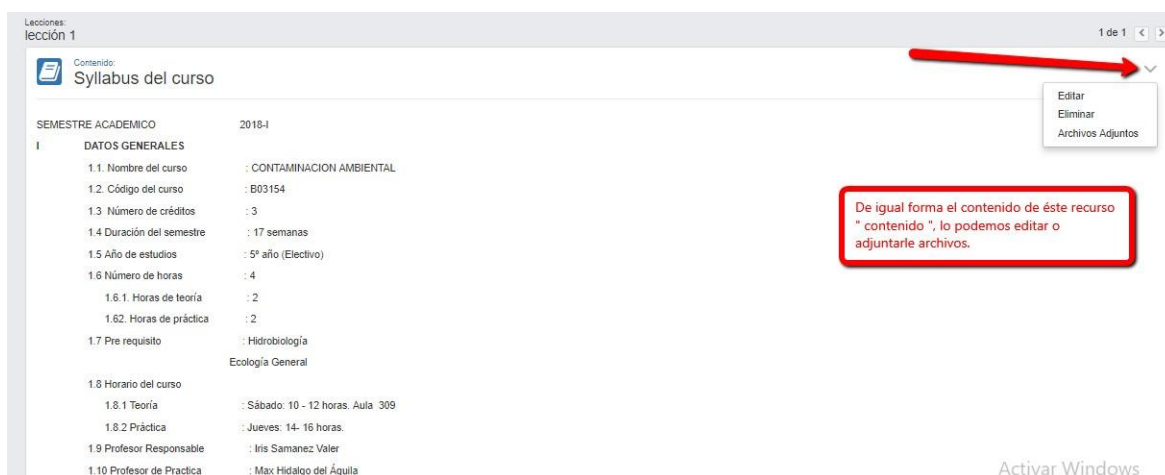 Lecciones:
lección 1
1 de 1
Contenido:
Syllabus del curso
Editar
Eliminar
Archivos Adjuntos
SEMESTRE ACADEMICO 2018-I
I DATOS GENERALES
1.1. Nombre del curso : CONTAMINACION AMBIENTAL
1.2. Código del curso : B03154
1.3 Número de créditos : 3
1.4 Duración del semestre : 17 semanas
1.5 Año de estudios : 5º año (Electivo)
1.6 Número de horas : 4
1.6.1. Horas de teoría : 2
1.62. Horas de práctica : 2
1.7 Pre requisito : Hidrobiología
Ecología General
1.8 Horario del curso
1.8.1 Teoría : Sábado: 10 - 12 horas. Aula 309
1.8.2 Práctica : Jueves: 14- 16 horas.
1.9 Profesor Responsable : Iris Samanez Valer
1.10 Profesor de Practica : Max Hidalgo del Águila
De igual forma el contenido de éste recurso
" contenido ", lo podemos editar o
adjuntarle archivos.
Activar Windows